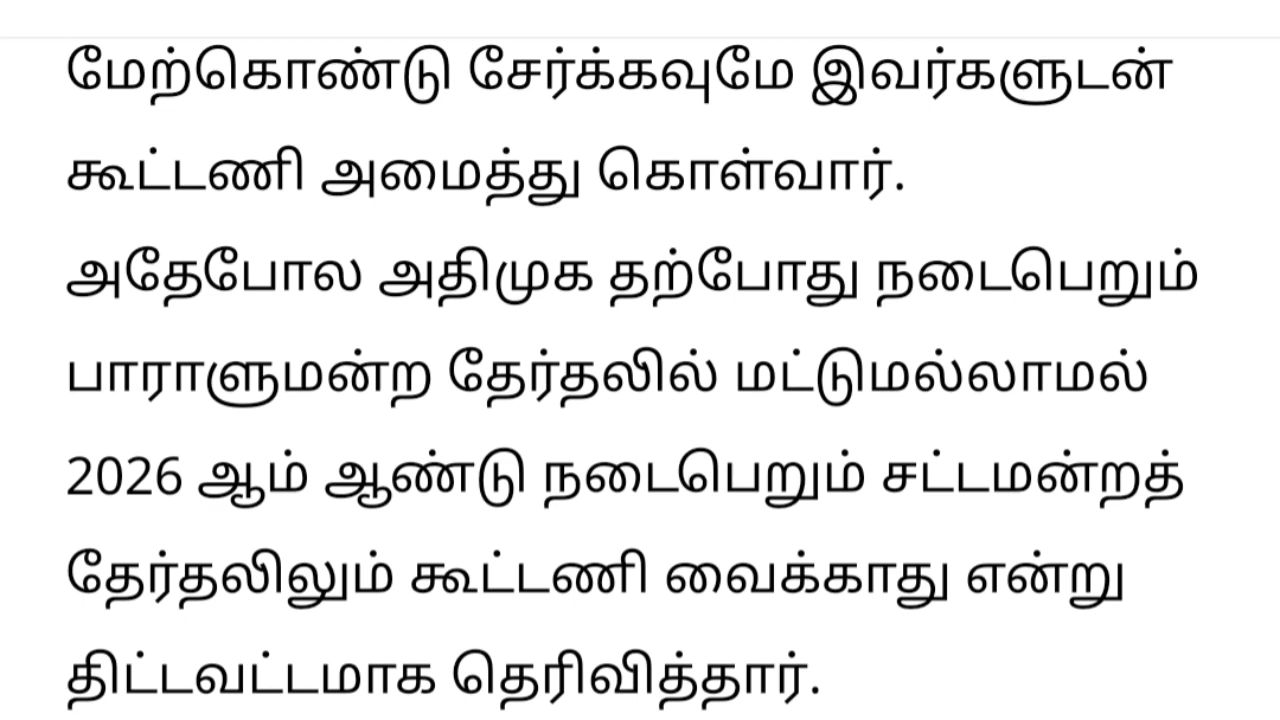 மேற்கொண்டு சேர்க்கவுமே இவர்களுடன்
கூட்டணி அமைத்து கொள்வார்.
அதேபோல அதிமுக தற்போது நடைபெறும்
பாராளுமன்ற தேர்தலில் மட்டுமல்லாமல்
2026 ஆம் ஆண்டு நடைபெறும் சட்டமன்றத்
தேர்தலிலும் கூட்டணி வைக்காது என்று
திட்டவட்டமாக தெரிவித்தார்.